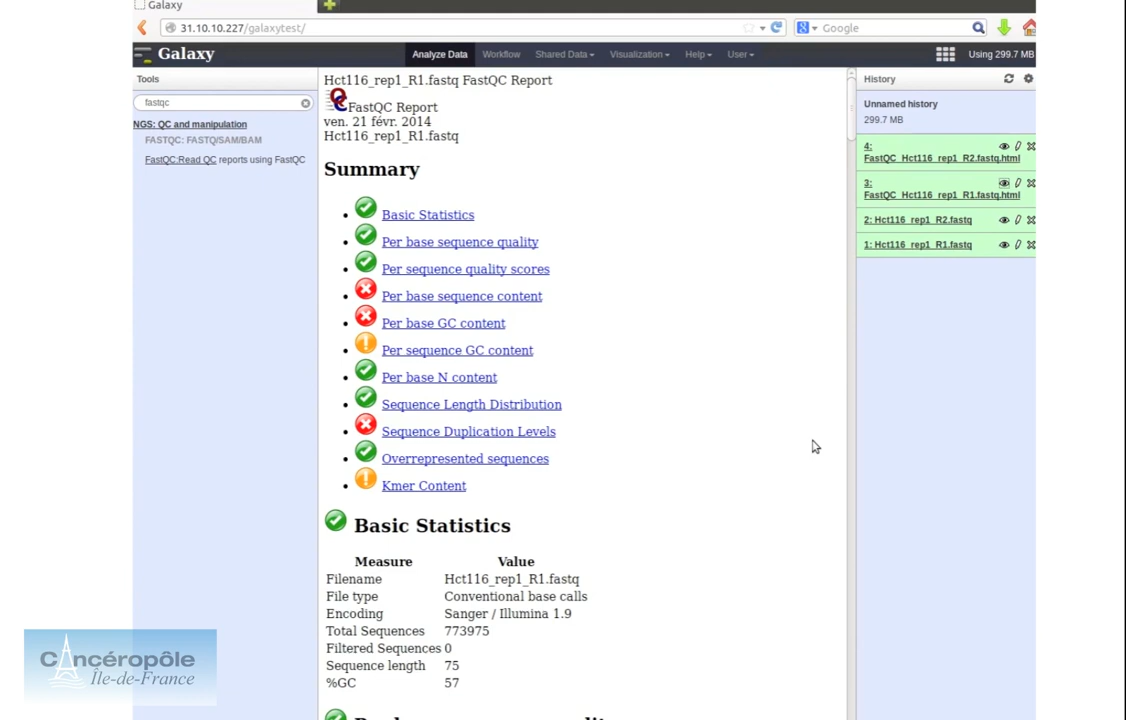 Galaxy
31.10.10.227/galaxytest/
Google
Galaxy
Analyze Data Workflow Shared Data Visualization Help User
Using 299.7 MB
Tools
fastqc
NGS: QC and manipulation
FASTQC: FASTQ/SAM/BAM
FastQC:Read QC reports using FastQC
Hct116_rep1_R1.fastq FastQC Report
FastQC Report
ven. 21 févr. 2014
Hct116_rep1_R1.fastq
Summary
Basic Statistics
Per base sequence quality
Per sequence quality scores
Per base sequence content
Per base GC content
Per sequence GC content
Per base N content
Sequence Length Distribution
Sequence Duplication Levels
Overrepresented sequences
Kmer Content
Basic Statistics
Measure Value
Filename Hct116_rep1_R1.fastq
File type Conventional base calls
Encoding Sanger / Illumina 1.9
Total Sequences 773975
Filtered Sequences 0
Sequence length 75
%GC 57
History
Unnamed history
299.7 MB
4:
FastQC_Hct116_rep1_R2.fastq.html
3:
FastQC_Hct116_rep1_R1.fastq.html
2: Hct116_rep1_R2.fastq
1: Hct116_rep1_R1.fastq
Cancéropôle
Île-de-France